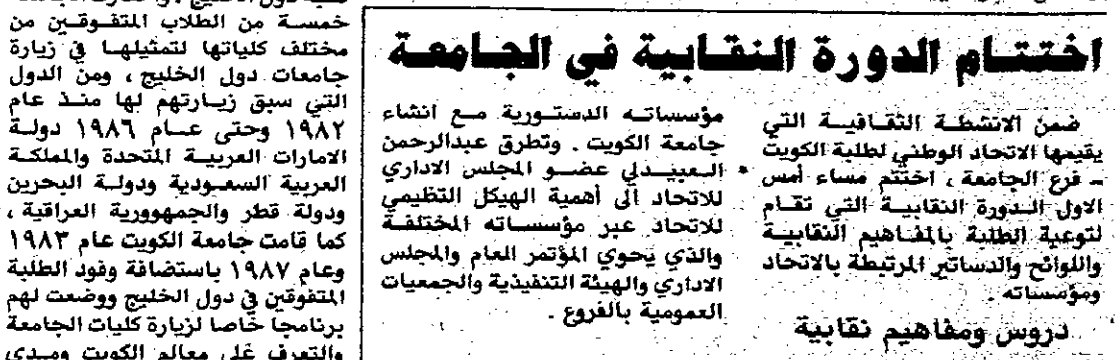 اختتام الدورة النقابية في الجامعة
ضمن الانشطة الثقافية التي
يقيمها الاتحاد الوطني لطلبة الكويت
ـ فرع الجامعة ، اختتم مساء أمس
الاول الدورة النقابية التي تقام
لتوعية الطلبة بالمفاهيم النقابية
واللوائح والدساتير المرتبطة بالاتحاد
ومؤسساته .
دروس ومفاهيم نقابية
مؤسساته الدستورية مع انشاء
جامعة الكويت . وتطرق عبدالرحمن
العبيدلي عضو المجلس الاداري
للاتحاد الى أهمية الهيكل التظيمي
للاتحاد عبر مؤسساته المختلفة
والذي يحوي المؤتمر العام والمجلس
الاداري والهيئة التنفيذية والجمعيات
العمومية بالفروع .
خمسة من الطلاب المتفوقين من
مختلف كلياتها لتمثيلها في زيارة
جامعات دول الخليج ، ومن الدول
التي سبق زيارتهم لها منذ عام
١٩٨٢ وحتى عام ١٩٨٦ دولة
الامارات العربية المتحدة والملكة
العربية السعودية ودولة البحرين
ودولة قطر والجمهوورية العراقية ،
كما قامت جامعة الكويت عام ١٩٨٣
وعام ١٩٨٧ باستضافة وفود الطلبة
المتفوقين في دول الخليج ووضعت لهم
برنامجا خاصا لزيارة كليات الجامعة
والتعرف على معالم الكويت ومدى